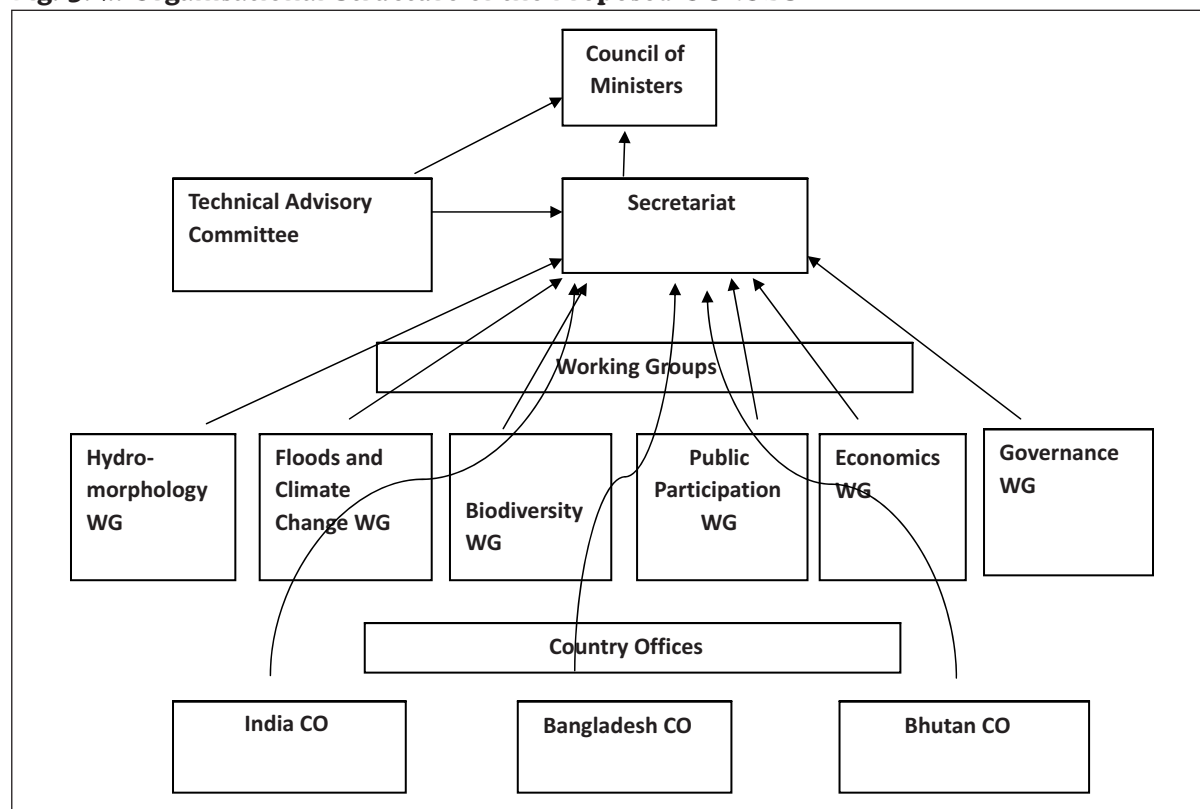 Council of
Ministers
Technical Advisory
Committee
Secretariat
Working Groups
Hydro-
morphology
WG
Floods and
Climate
Change WG
Biodiversity
WG
Public
Participation
WG
Economics
WG
Governance
WG
Country Offices
India CO
Bangladesh CO
Bhutan CO